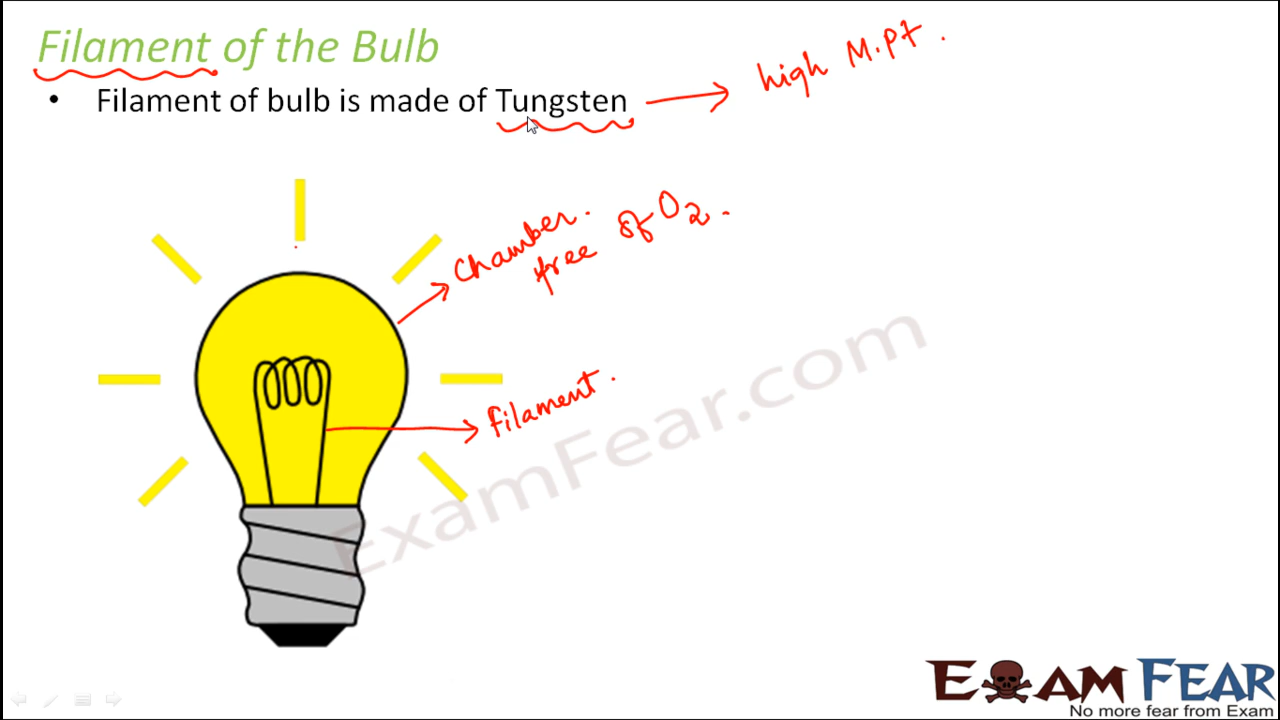 Filament of the Bulb
• Filament of bulb is made of Tungsten
high M.Pt.
Chamber.
free of O2.
filament.
ExamFear.com
EXAM FEAR
No more fear from Exam